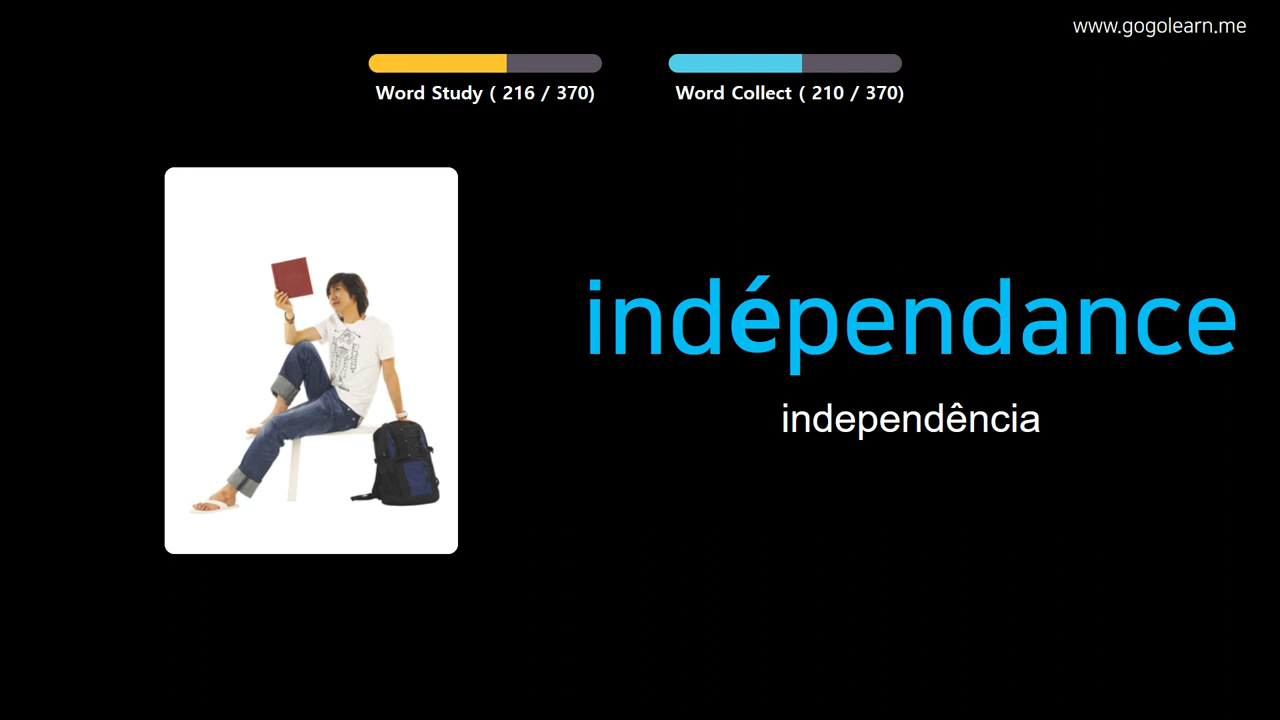 www.gogolearn.me
Word Study ( 216 / 370)
Word Collect ( 210 / 370)
indépendance
independência